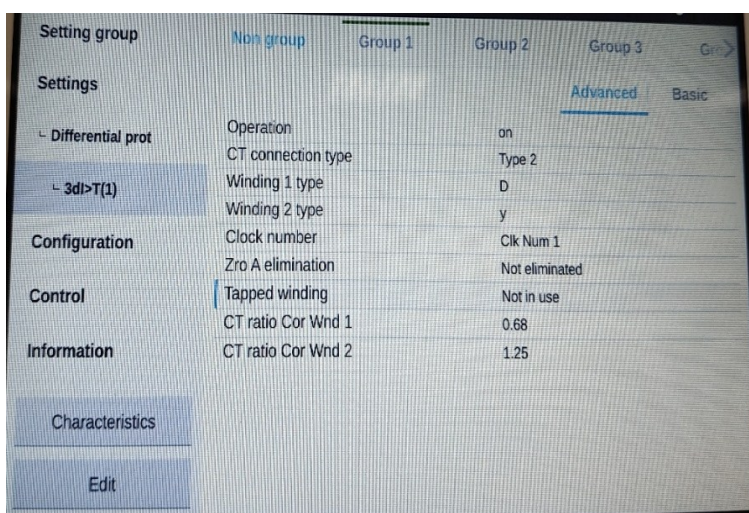 Setting group
Non group Group 1 Group 2 Group 3
Settings
Advanced Basic
Differential prot
3dI>T(1)
Configuration
Control
Information
Characteristics
Edit
Operation on
CT connection type Type 2
Winding 1 type D
Winding 2 type y
Clock number Clk Num 1
Zro A elimination Not eliminated
Tapped winding Not in use
CT ratio Cor Wnd 1 0.68
CT ratio Cor Wnd 2 1.25